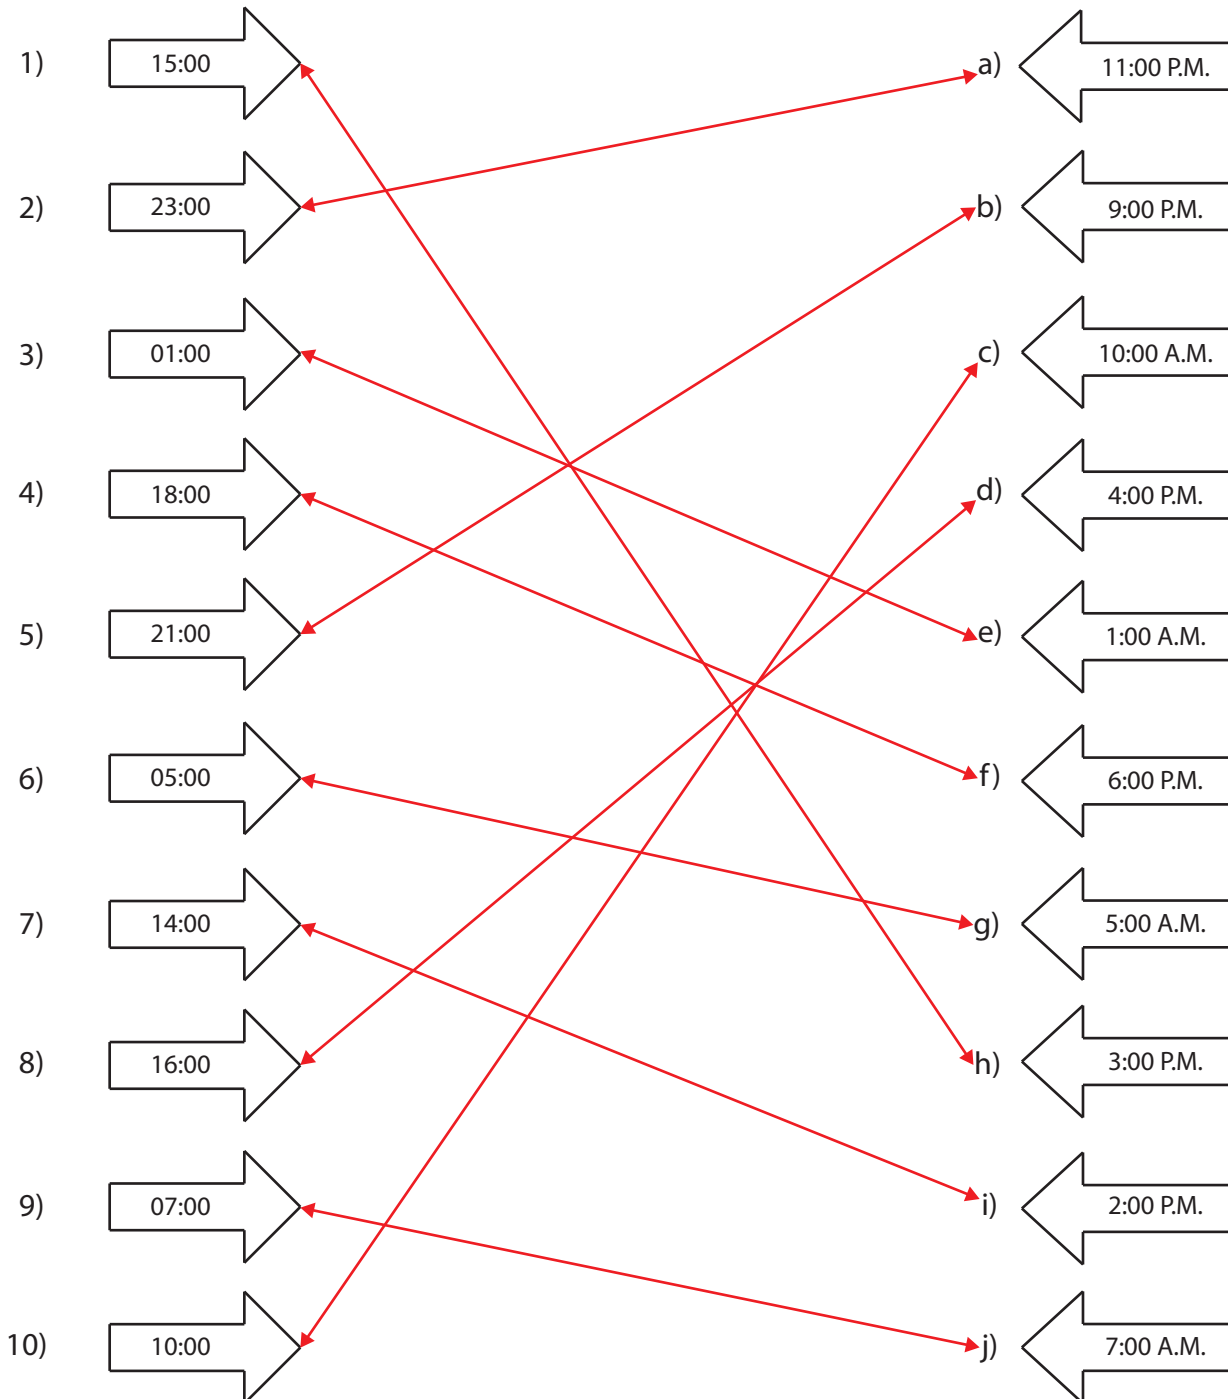 1) 15:00 a) 11:00 P.M.
2) 23:00 b) 9:00 P.M.
3) 01:00 c) 10:00 A.M.
4) 18:00 d) 4:00 P.M.
5) 21:00 e) 1:00 A.M.
6) 05:00 f) 6:00 P.M.
7) 14:00 g) 5:00 A.M.
8) 16:00 h) 3:00 P.M.
9) 07:00 i) 2:00 P.M.
10) 10:00 j) 7:00 A.M.